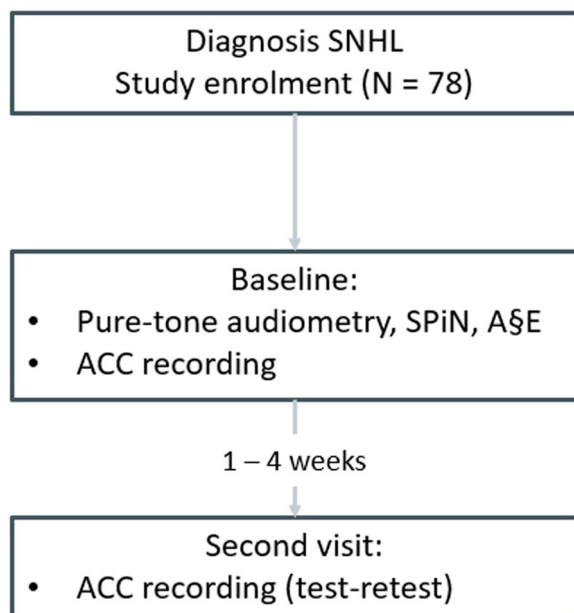 Diagnosis SNHL
Study enrolment (N = 78)
Baseline:
• Pure-tone audiometry, SPiN, A§E
• ACC recording
1 – 4 weeks
Second visit:
• ACC recording (test-retest)